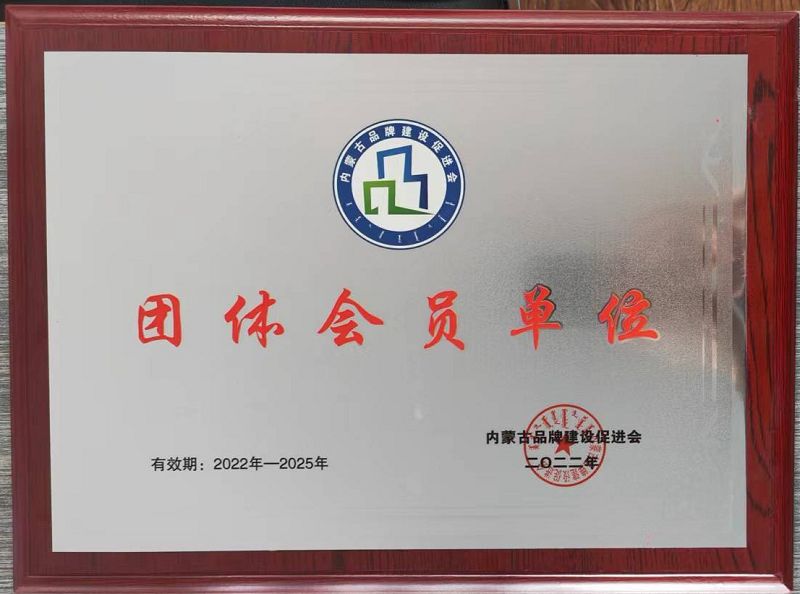 内蒙古品牌建设促进会
团体会员单位
内蒙古品牌建设促进会
有效期：2022年—2025年
二〇二二年